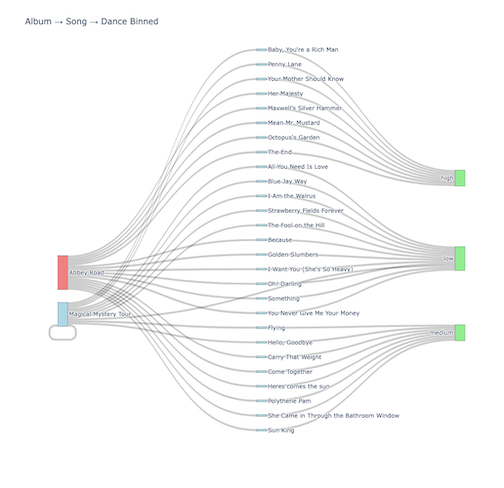 Album → Song → Dance Binned
Baby, You're a Rich Man
Penny Lane
Your Mother Should Know
Her Majesty
Maxwell's Silver Hammer
Mean Mr. Mustard
Octopus's Garden
The End
All You Need Is Love
Blue Jay Way
I Am the Walrus
Strawberry Fields Forever
The Fool on the Hill
Because
Golden Slumbers
I Want You (She's So Heavy)
Oh! Darling
Something
You Never Give Me Your Money
Flying
Hello, Goodbye
Carry That Weight
Come Together
Heres comes the sun
Polythene Pam
She Came in Through the Bathroom Window
Sun King
Abbey Road
Magical Mystery Tour
high
low
medium